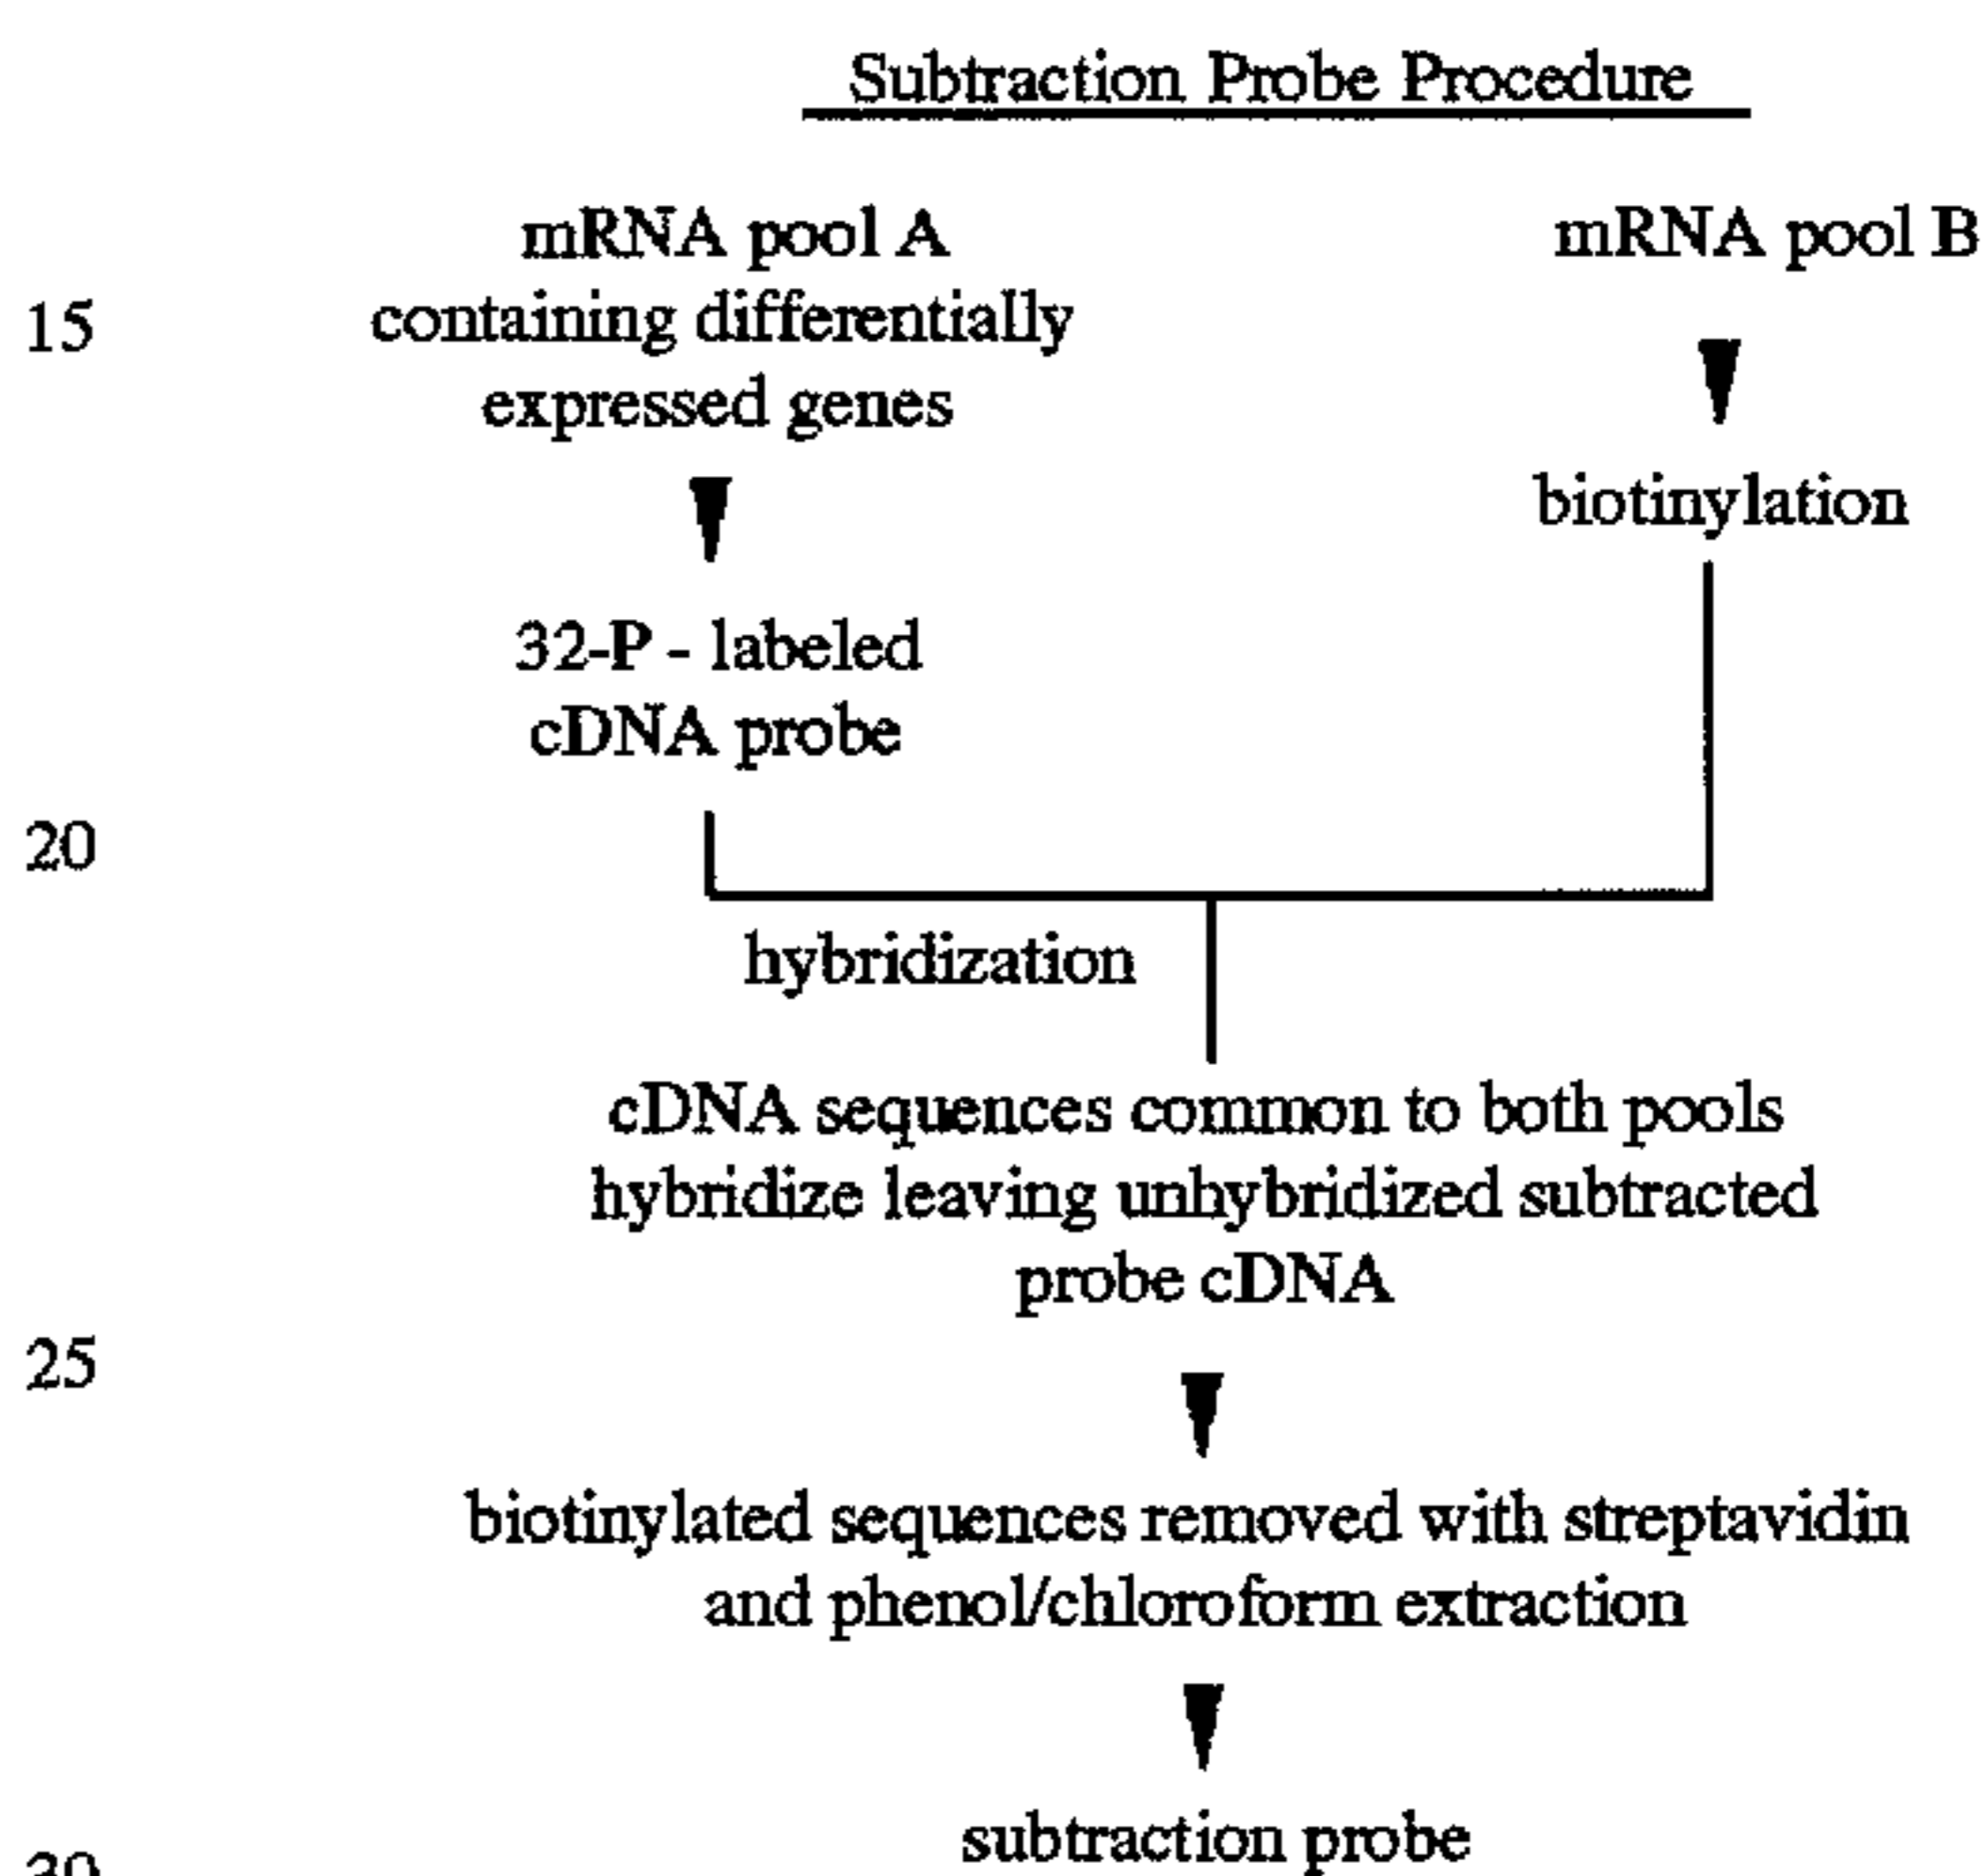 Subtraction Probe Procedure
mRNA pool A
containing differentially
expressed genes
mRNA pool B
biotinylation
15
32-P - labeled
cDNA probe
20
hybridization
cDNA sequences common to both pools
hybridize leaving unhybridized subtracted
probe cDNA
25
biotinylated sequences removed with streptavidin
and phenol/chloroform extraction
subtraction probe
30